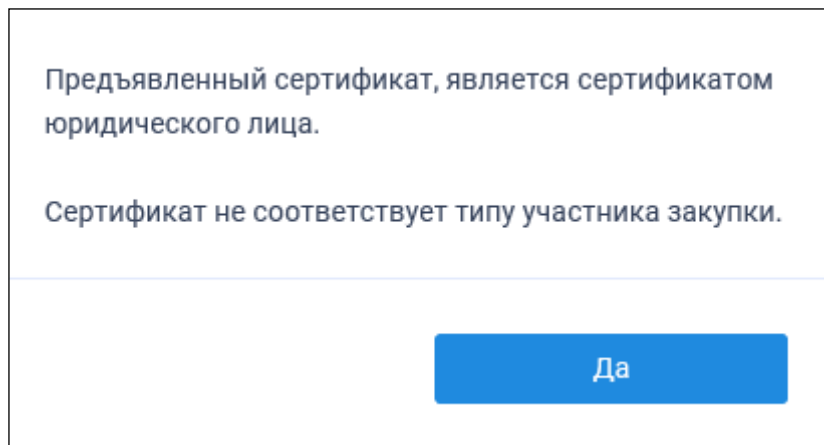 Предъявленный сертификат, является сертификатом
юридического лица.
Сертификат не соответствует типу участника закупки.
Да